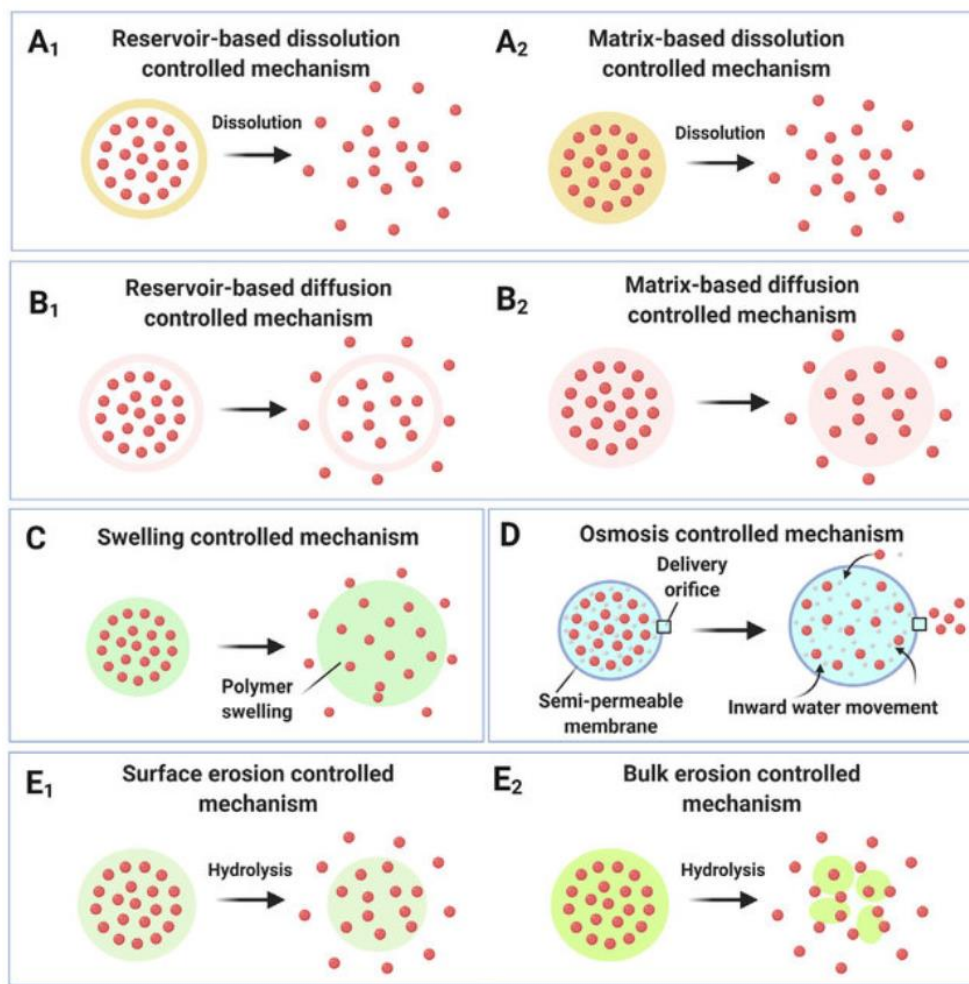 A1
Reservoir-based dissolution
controlled mechanism
Dissolution
A2
Matrix-based dissolution
controlled mechanism
Dissolution
B1
Reservoir-based diffusion
controlled mechanism
B2
Matrix-based diffusion
controlled mechanism
C
Swelling controlled mechanism
Polymer
swelling
D
Osmosis controlled mechanism
Delivery
orifice
Semi-permeable
membrane
Inward water movement
E1
Surface erosion controlled
mechanism
Hydrolysis
E2
Bulk erosion controlled
mechanism
Hydrolysis